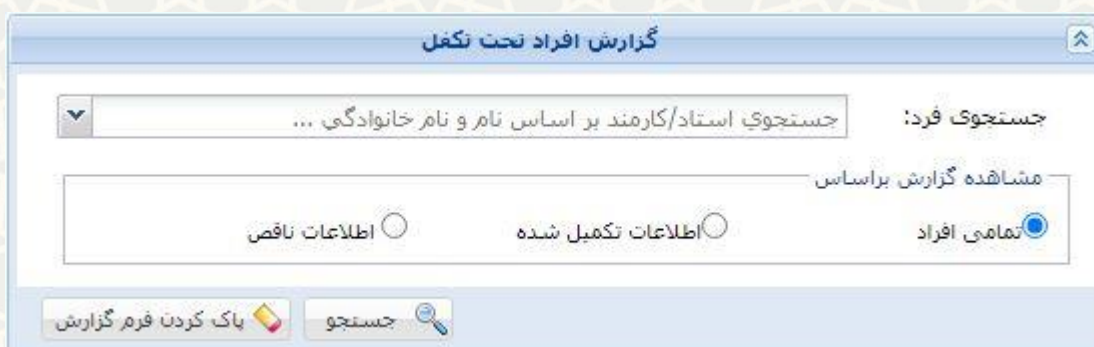 گزارش افراد تحت تکفل
جستجوی فرد: جستجوي استاد/کارمند بر اساس نام و نام خانوادگي ...
مشاهده گزارش براساس
تمامی افراد اطلاعات تکمیل شده اطلاعات ناقص
جستجو پاک کردن فرم گزارش